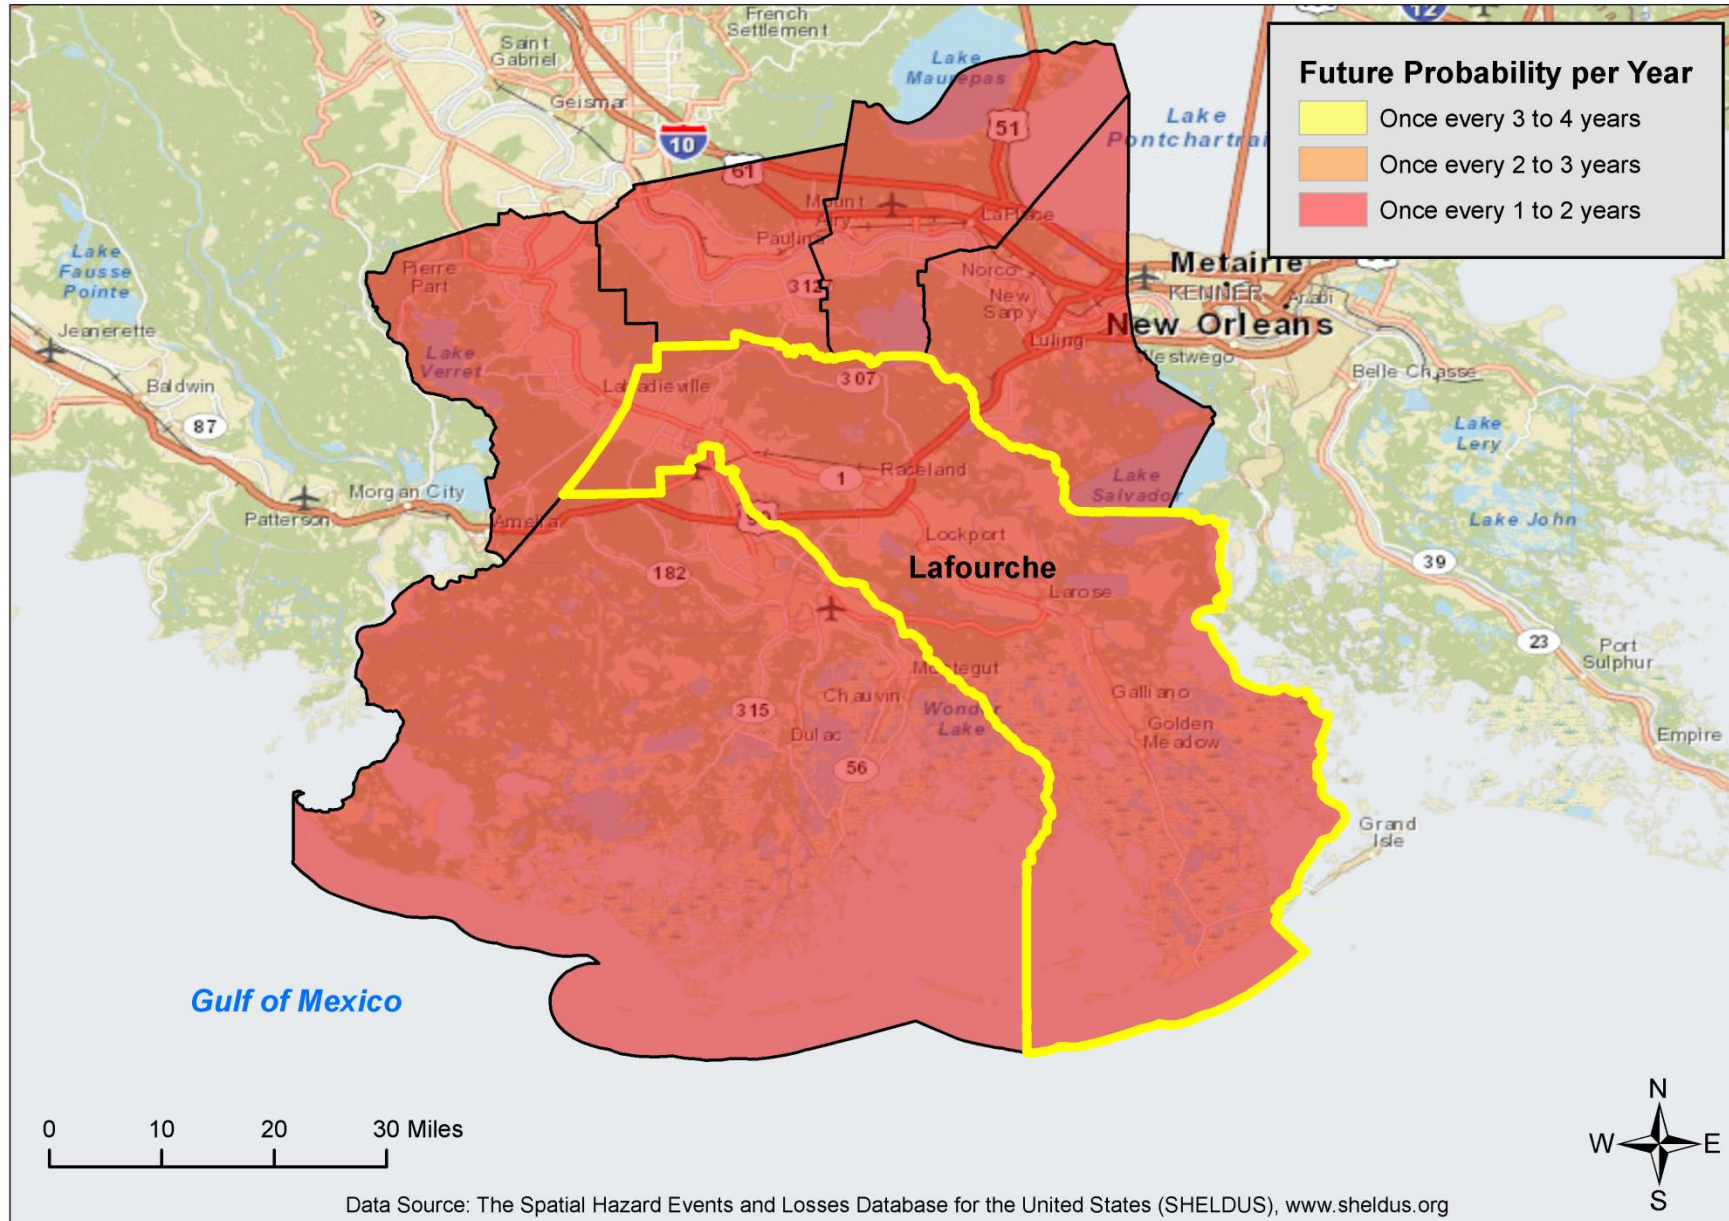 French
Settlement
12
Saint
Gabriel
Geismar
10
61
Lake
Maurepas
51
Lake
Future Probability per Year
Once every 3 to 4 years
Once every 2 to 3 years
Once every 1 to 2 years
Mount
Airy
LaPlace
Paulina
3127
Norco
New
Sarpy
Luling
Metairie
KENNER
Arabi
New Orleans
Westwego
Belle Chasse
Lake
Fausse
Pointe
Pierre
Part
Jeanerette
Lake
Verret
Baldwin
Labadieville
307
87
Lake
Lery
Raceland
1
Lake
Salvador
Morgan City
Patterson
Amelia
90
Lake John
Lockport
39
Lafourche
182
Larose
23
Port
Sulphur
Montegut
Chauvin
Galliano
315
Wonder
Lake
Golden
Meadow
Dulac
56
Empire
Grand
Isle
Gulf of Mexico
N
W
E
S
0 10 20 30 Miles
Data Source: The Spatial Hazard Events and Losses Database for the United States (SHELDUS), www.sheldus.org